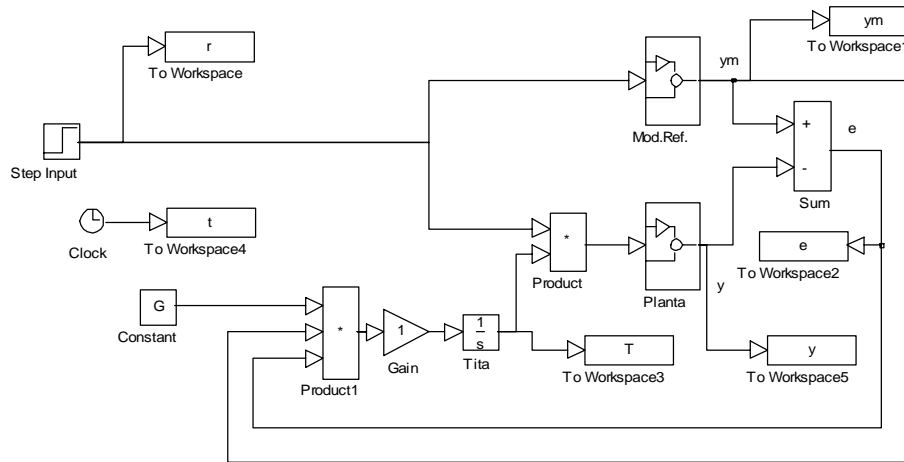 ym
r
To Workspace1
To Workspace
ym
+
e
Mod.Ref.
Step Input
-
Sum
t
*
e
Clock
To Workspace4
Product
To Workspace2
Planta
y
G
Constant
*
1
1
s
T
y
Gain
Tita
To Workspace3
To Workspace5
Product1